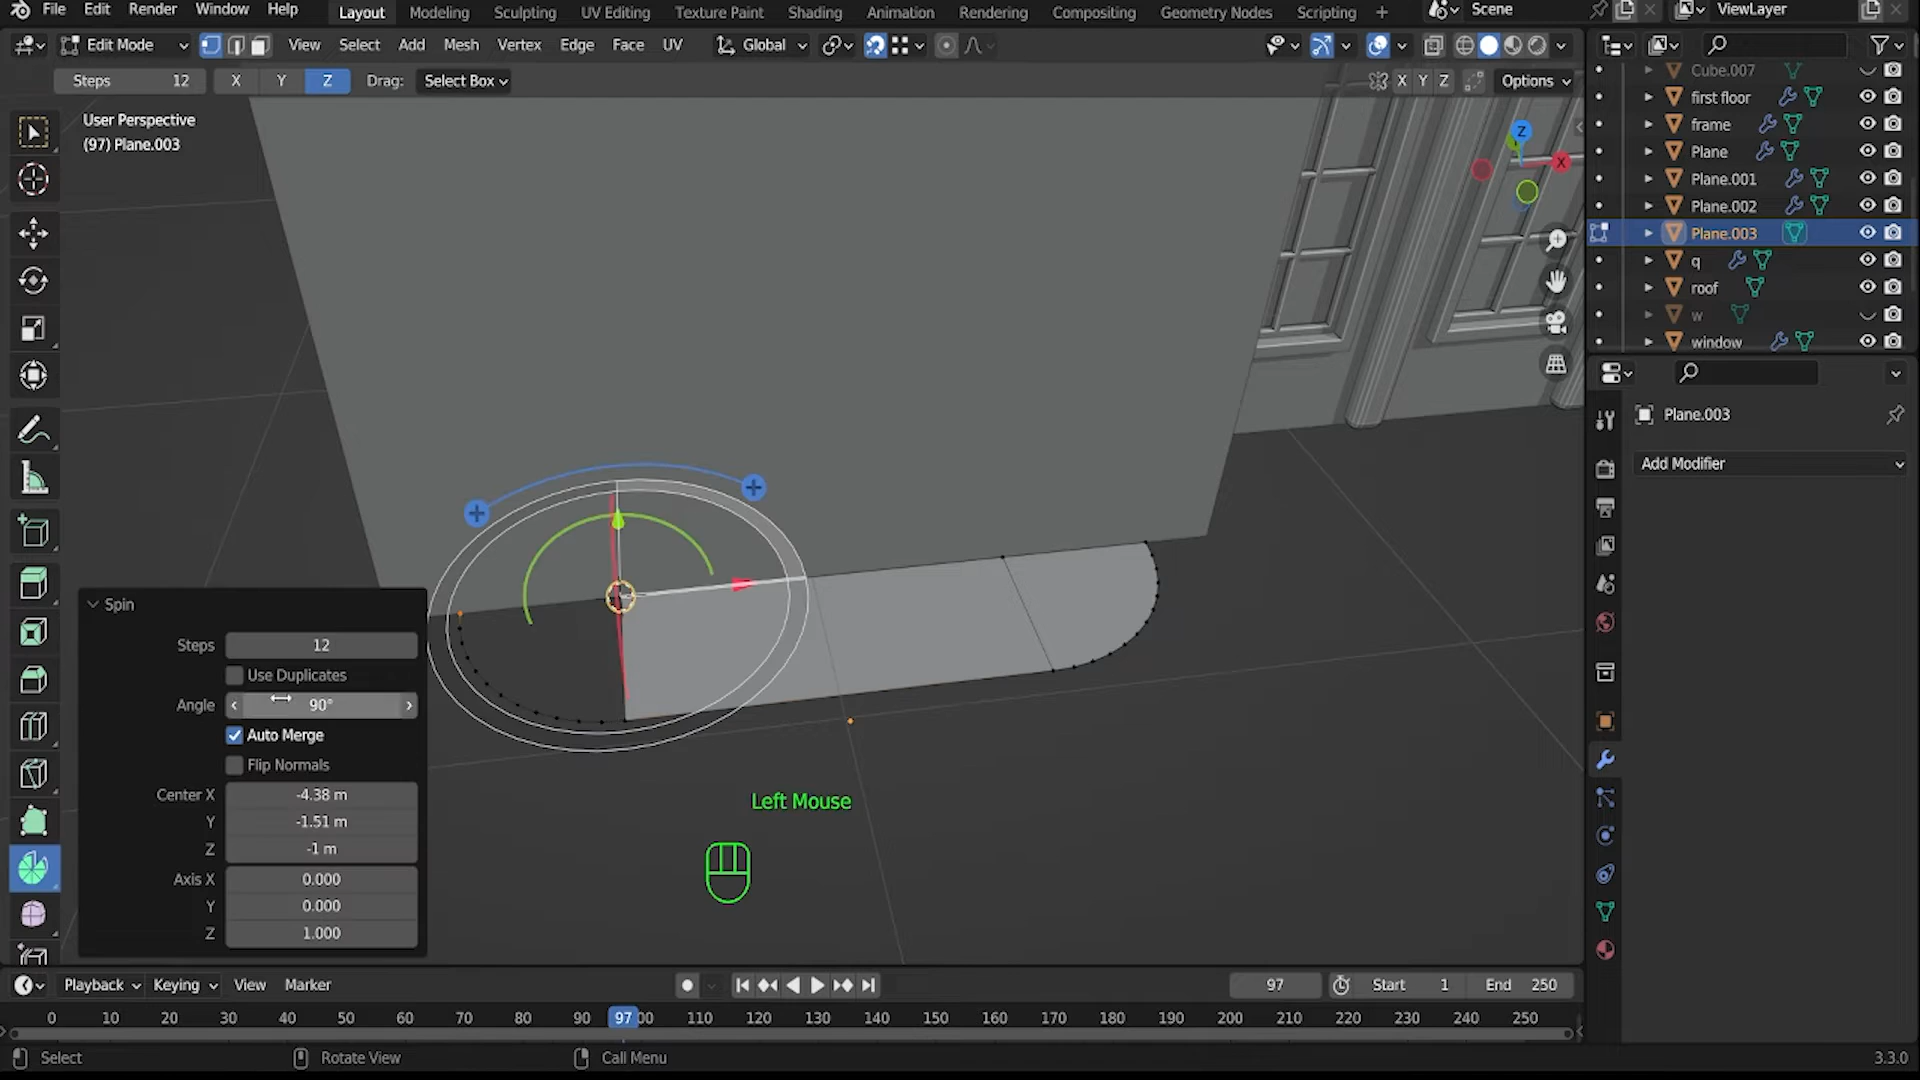 File Edit Render Window Help Layout Modeling Sculpting UV Editing Texture Paint Shading Animation Rendering Compositing Geometry Nodes Scripting + Scene ViewLayer
Edit Mode View Select Add Mesh Vertex Edge Face UV Global
Steps 12 X Y Z Drag: Select Box X Y Z Options
User Perspective
(97) Plane.003
Z
X
Cube.007
first floor
frame
Plane
Plane.001
Plane.002
Plane.003
q
roof
w
window
Plane.003
Add Modifier
Spin
Steps 12
Use Duplicates
Angle 90°
Auto Merge
Flip Normals
Center X -4.38 m
Y -1.51 m
Z -1 m
Axis X 0.000
Y 0.000
Z 1.000
Left Mouse
Playback Keying View Marker 97 Start 1 End 250
0 10 20 30 40 50 60 70 80 90 97 00 110 120 130 140 150 160 170 180 190 200 210 220 230 240 250
Select Rotate View Call Menu 3.3.0